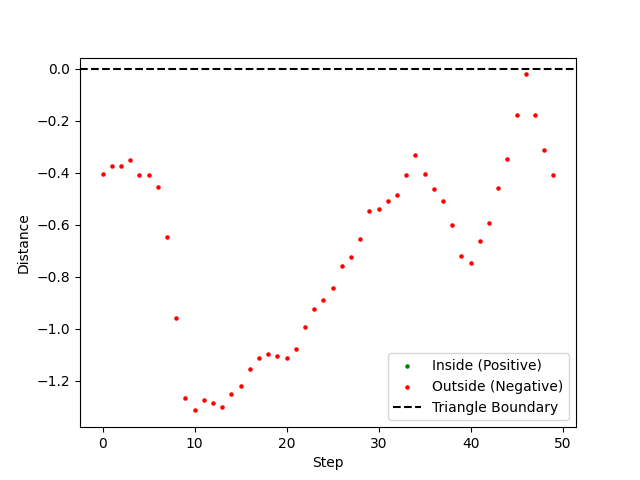 0.0
−0.2
−0.4
−0.6
−0.8
−1.0
−1.2
Distance
Inside (Positive)
Outside (Negative)
Triangle Boundary
0 10 20 30 40 50
Step